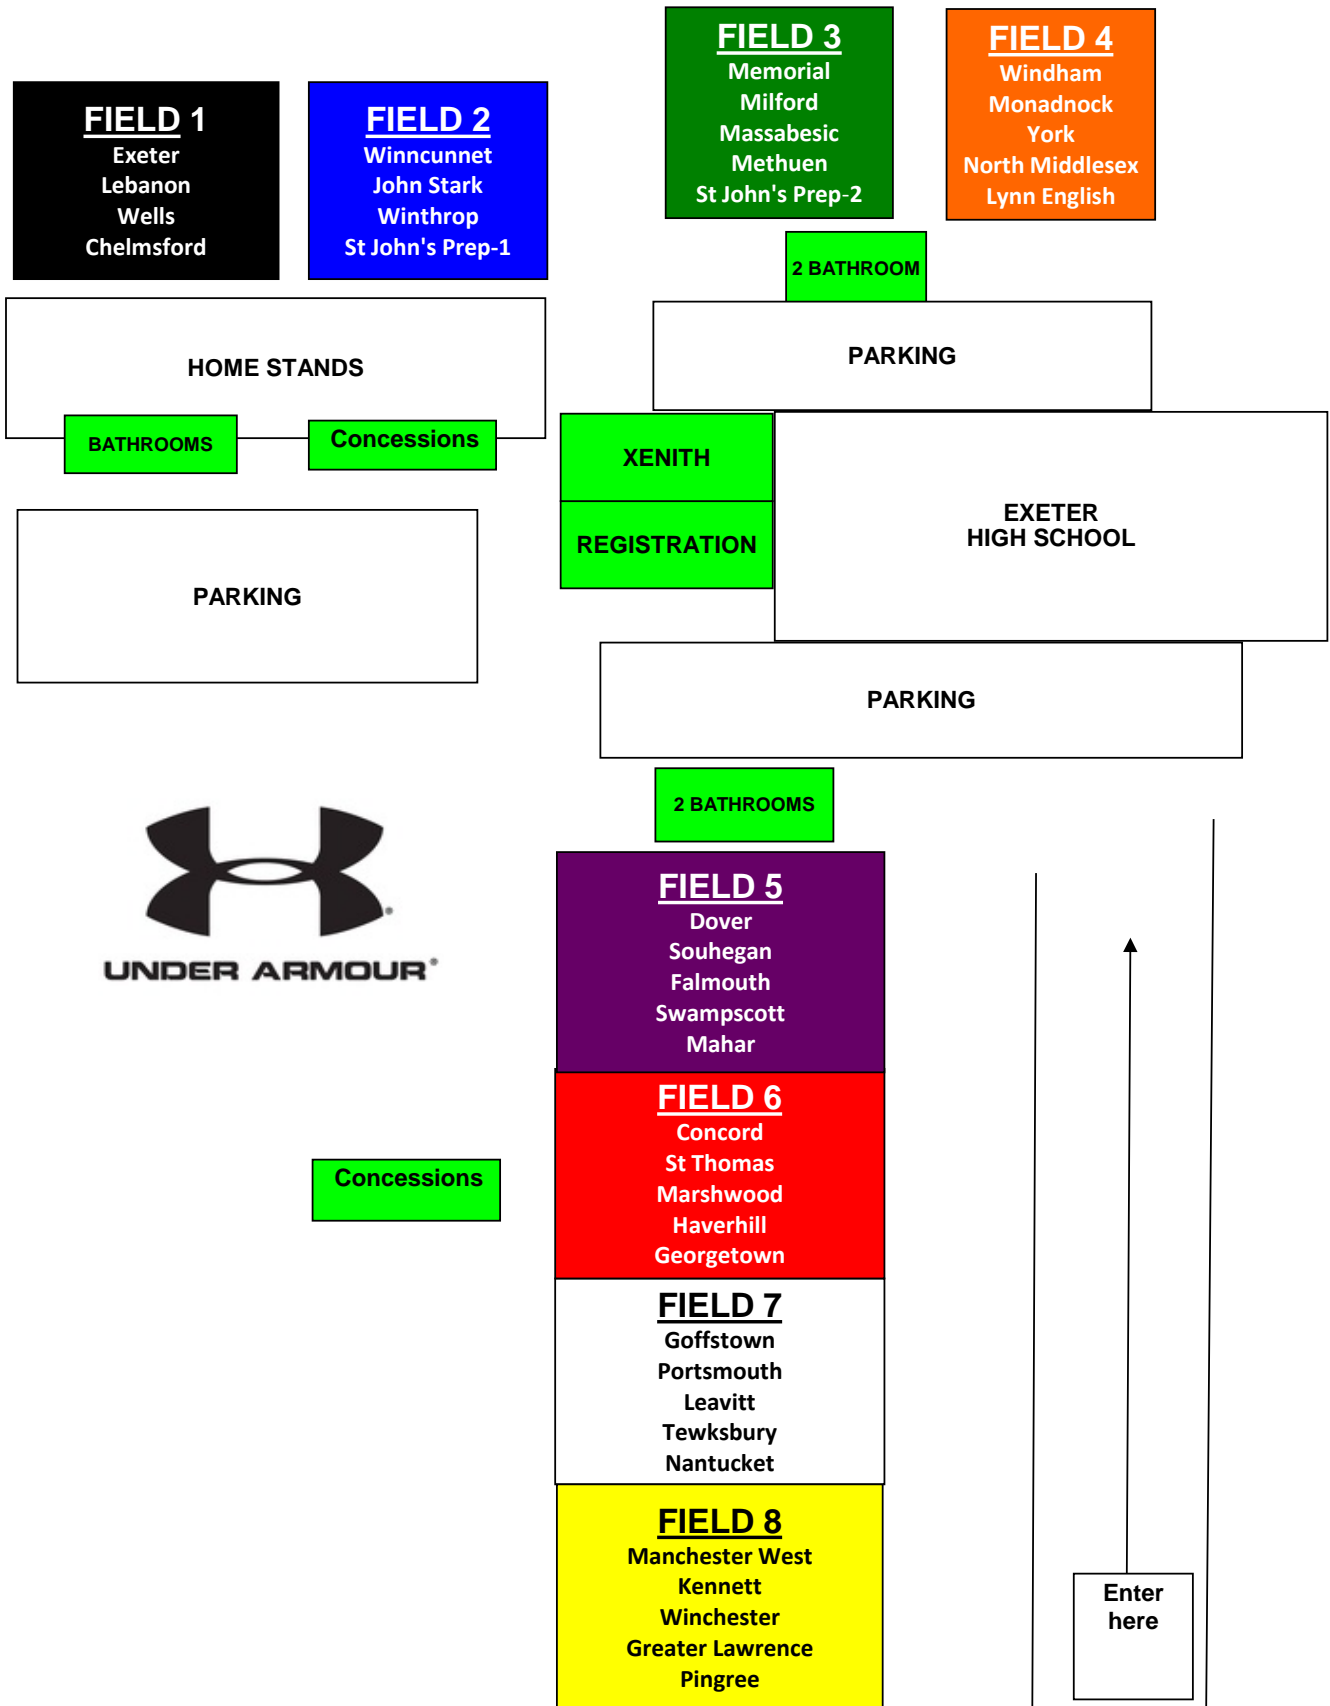 FIELD 1
Exeter
Lebanon
Wells
Chelmsford
FIELD 2
Winncunnet
John Stark
Winthrop
St John's Prep-1
FIELD 3
Memorial
Milford
Massabesic
Methuen
St John's Prep-2
FIELD 4
Windham
Monadnock
York
North Middlesex
Lynn English
2 BATHROOM
HOME STANDS
PARKING
BATHROOMS
Concessions
XENITH
REGISTRATION
EXETER
HIGH SCHOOL
PARKING
PARKING
2 BATHROOMS
UNDER ARMOUR®
FIELD 5
Dover
Souhegan
Falmouth
Swampscott
Mahar
FIELD 6
Concord
St Thomas
Marshwood
Haverhill
Georgetown
Concessions
FIELD 7
Goffstown
Portsmouth
Leavitt
Tewksbury
Nantucket
FIELD 8
Manchester West
Kennett
Winchester
Greater Lawrence
Pingree
Enter
here